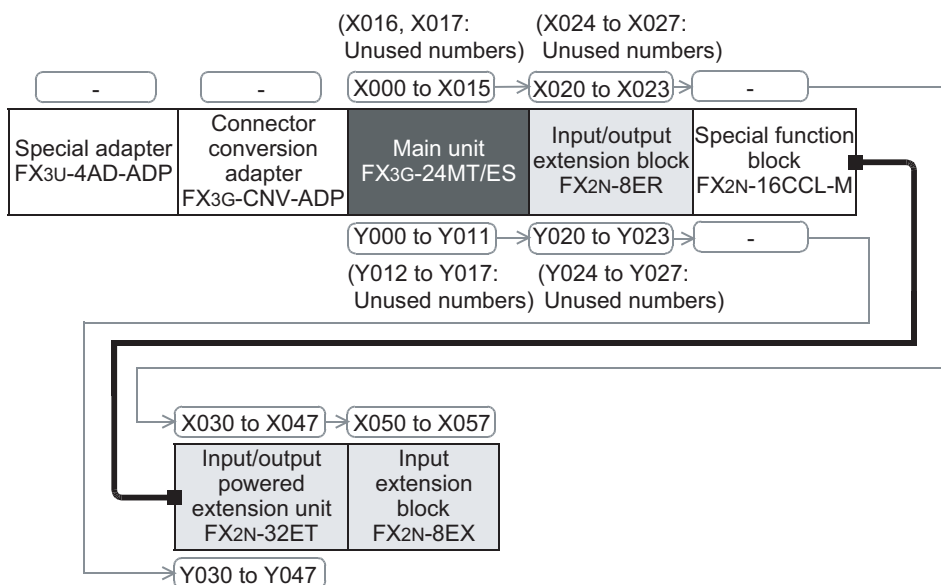 (X016, X017:
Unused numbers)
(X024 to X027:
Unused numbers)
-
-
X000 to X015
X020 to X023
-
Special adapter
FX3U-4AD-ADP
Connector
conversion
adapter
FX3G-CNV-ADP
Main unit
FX3G-24MT/ES
Input/output
extension block
FX2N-8ER
Special function
block
FX2N-16CCL-M
Y000 to Y011
Y020 to Y023
-
(Y012 to Y017:
Unused numbers)
(Y024 to Y027:
Unused numbers)
X030 to X047
X050 to X057
Input/output
powered
extension unit
FX2N-32ET
Input
extension
block
FX2N-8EX
Y030 to Y047